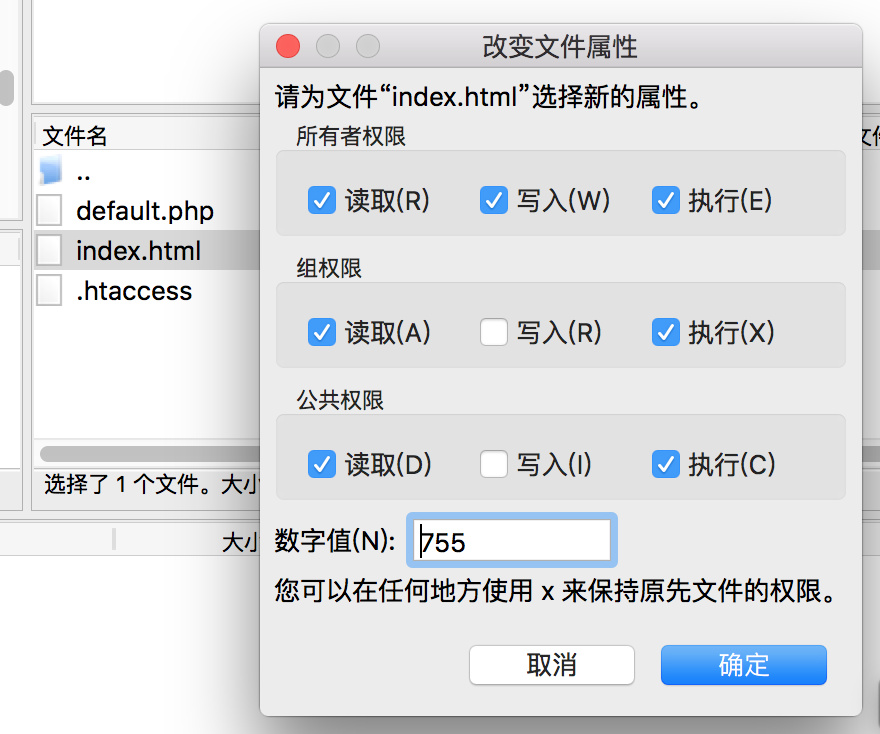 改变文件属性
请为文件“index.html”选择新的属性。
所有者权限
读取(R) 写入(W) 执行(E)
组权限
读取(A) 写入(R) 执行(X)
公共权限
读取(D) 写入(I) 执行(C)
数字值(N): 755
您可以在任何地方使用 x 来保持原先文件的权限。
取消 确定
文件名
..
default.php
index.html
.htaccess
选择了 1 个文件。大小
大小